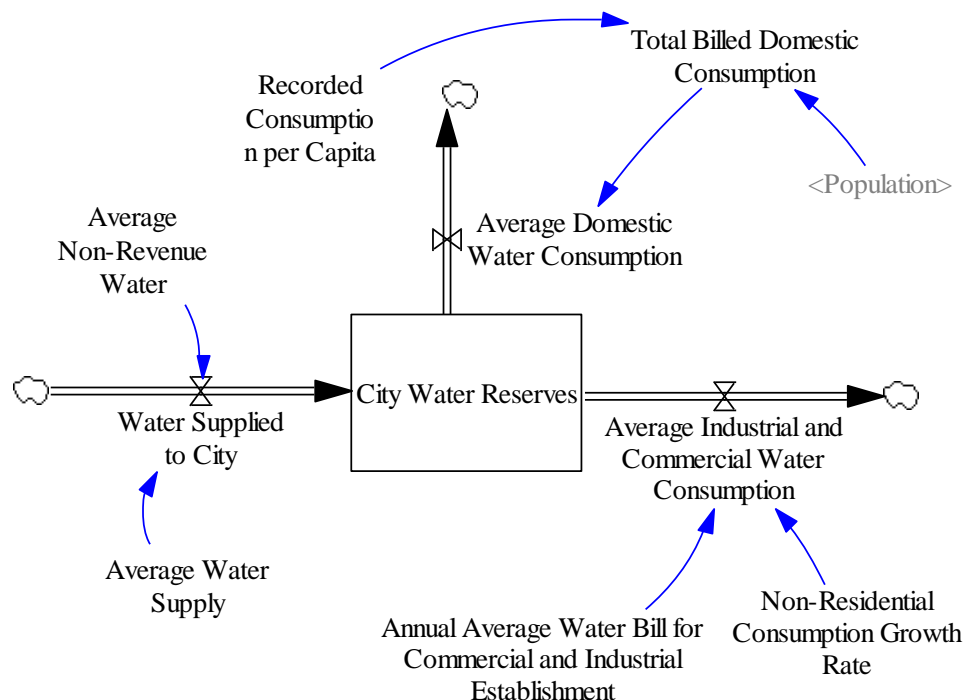 Total Billed Domestic
Consumption
Recorded
Consumptio
n per Capita
<Population>
Average
Non-Revenue
Water
Average Domestic
Water Consumption
City Water Reserves
Water Supplied
to City
Average Industrial and
Commercial Water
Consumption
Average Water
Supply
Annual Average Water Bill for
Commercial and Industrial
Establishment
Non-Residential
Consumption Growth
Rate